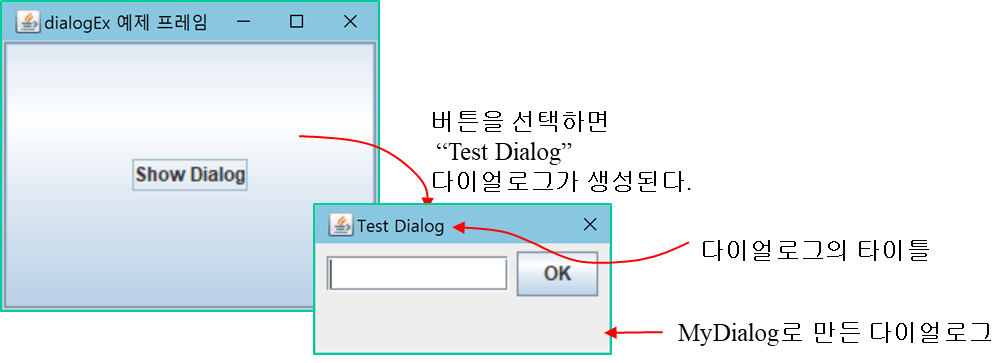 dialogEx 예제 프레임
Show Dialog
버튼을 선택하면
“Test Dialog”
다이얼로그가 생성된다.
Test Dialog
OK
다이얼로그의 타이틀
MyDialog로 만든 다이얼로그